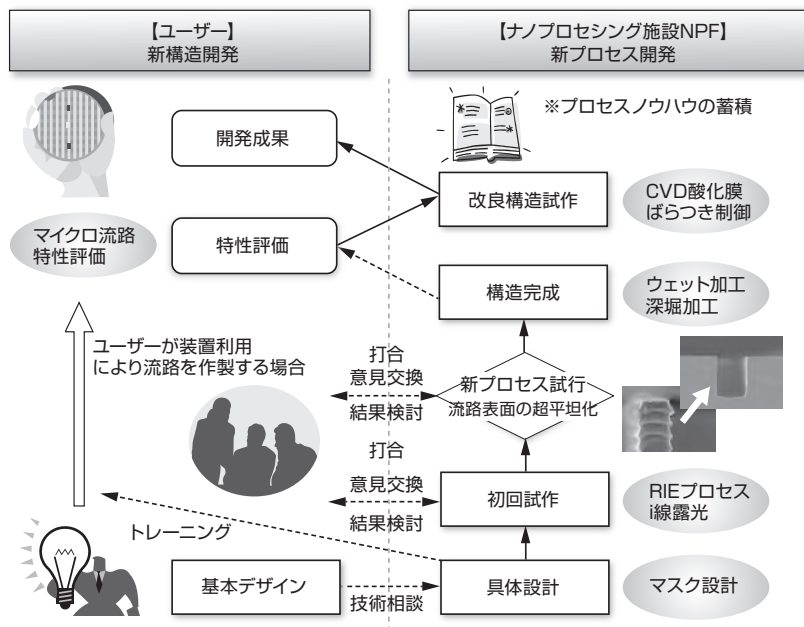 【ユーザー】
新構造開発
【ナノプロセシング施設NPF】
新プロセス開発
※プロセスノウハウの蓄積
開発成果
改良構造試作
CVD酸化膜
ばらつき制御
マイクロ流路
特性評価
特性評価
構造完成
ウェット加工
深堀加工
ユーザーが装置利用
により流路を作製する場合
打合
意見交換
結果検討
新プロセス試行
流路表面の超平坦化
打合
意見交換
結果検討
初回試作
RIEプロセス
i線露光
トレーニング
基本デザイン
技術相談
具体設計
マスク設計